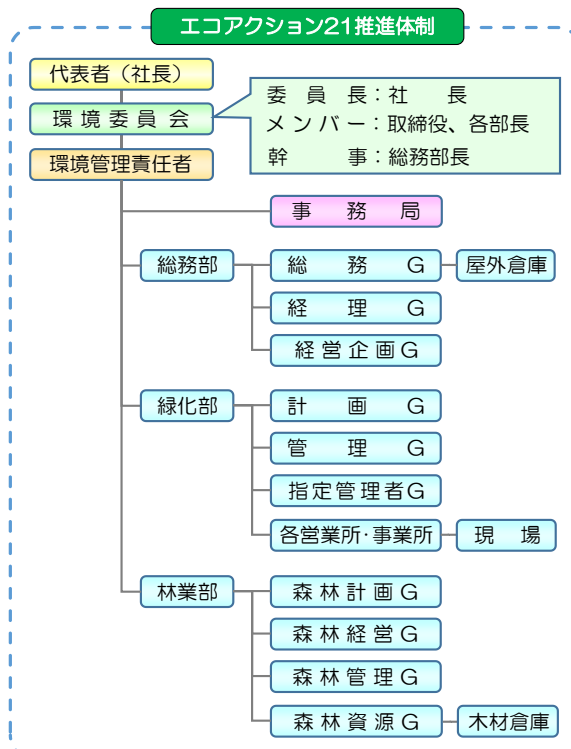 エコアクション21推進体制
代表者（社長）
環境委員会
委員長：社長
メンバー：取締役、各部長
幹事：総務部長
環境管理責任者
事務局
総務部
総務G
屋外倉庫
経理G
経営企画G
緑化部
計画G
管理G
指定管理者G
各営業所･事業所
現場
林業部
森林計画G
森林経営G
森林管理G
森林資源G
木材倉庫